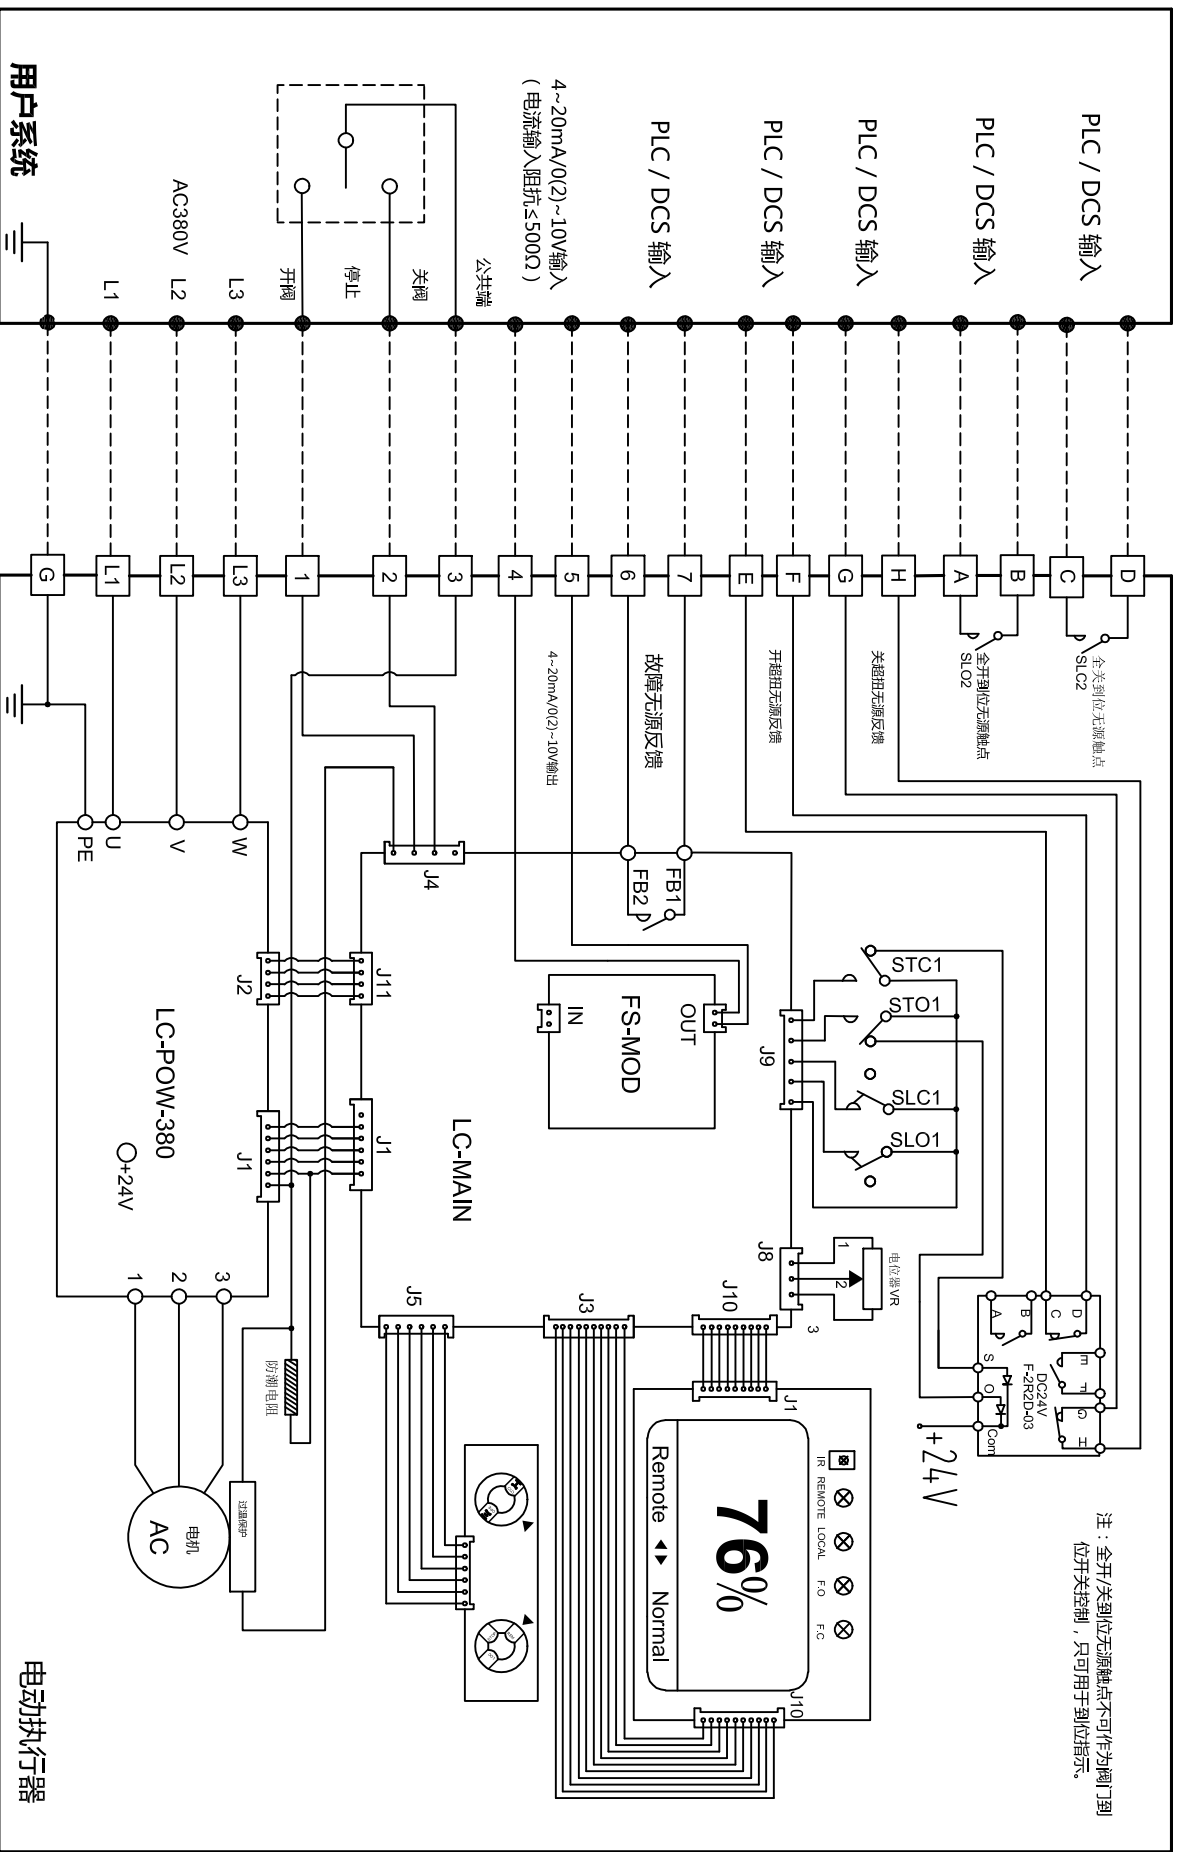 用户系统
AC380V
L1
L2
L3
开阀
停止
关阀
公共端
4~20mA/0(2)~10V输入
( 电流输入阻抗≤500Ω )
PLC / DCS 输入
PLC / DCS 输入
PLC / DCS 输入
PLC / DCS 输入
PLC / DCS 输入
G
L1
L2
L3
1
2
3
4
5
6
7
E
F
G
H
A
B
C
D
4~20mA/0(2)~10V输出
故障无源反馈
开超扭无源反馈
关超扭无源反馈
全开到位无源触点
SLO2
全关到位无源触点
SLC2
PE
U
V
W
J4
FB2
FB1
J2
J11
LC-POW-380
+24V
J1
J1
LC-MAIN
IN
FS-MOD
OUT
J9
STC1
STO1
SLC1
SLO1
J8
1
2
3
电位器VR
1
2
3
J5
J3
J10
防潮电阻
过温保护
电机
AC
A
B
C
D
E
F
G
H
S
O
Com
DC24V
F-2R2D-03
+24V
J1
IR
REMOTE
LOCAL
F.O
F.C
76%
Remote
Normal
J10
注：全开/关到位无源触点不可作为阀门到
位开关控制，只可用于到位指示。
电动执行器